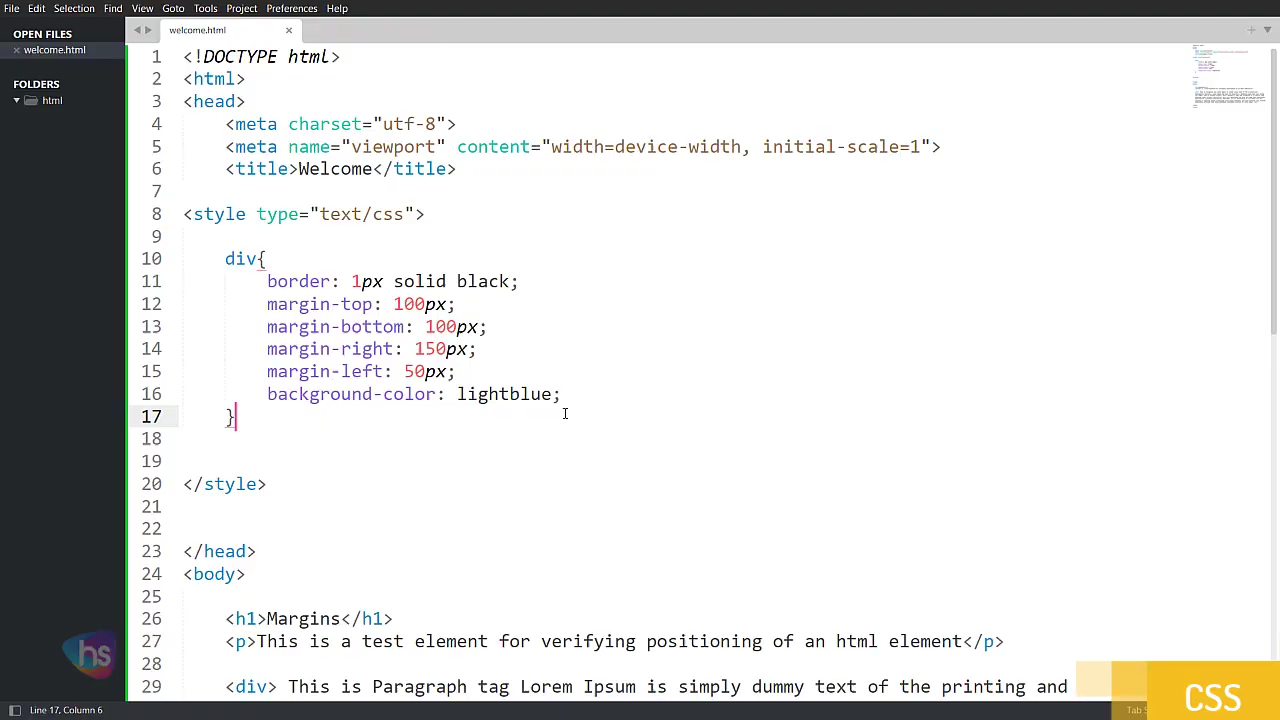 File Edit Selection Find View Goto Tools Project Preferences Help
OPEN FILES
welcome.html
FOLDERS
html
welcome.html
1 <!DOCTYPE html>
2 <html>
3 <head>
4 <meta charset="utf-8">
5 <meta name="viewport" content="width=device-width, initial-scale=1">
6 <title>Welcome</title>
7
8 <style type="text/css">
9
10 div{
11 border: 1px solid black;
12 margin-top: 100px;
13 margin-bottom: 100px;
14 margin-right: 150px;
15 margin-left: 50px;
16 background-color: lightblue;
17 }
18
19
20 </style>
21
22
23 </head>
24 <body>
25
26 <h1>Margins</h1>
27 <p>This is a test element for verifying positioning of an html element</p>
28
29 <div> This is Paragraph tag Lorem Ipsum is simply dummy text of the printing and
hs
Line 17, Column 6
Tab S
CSS